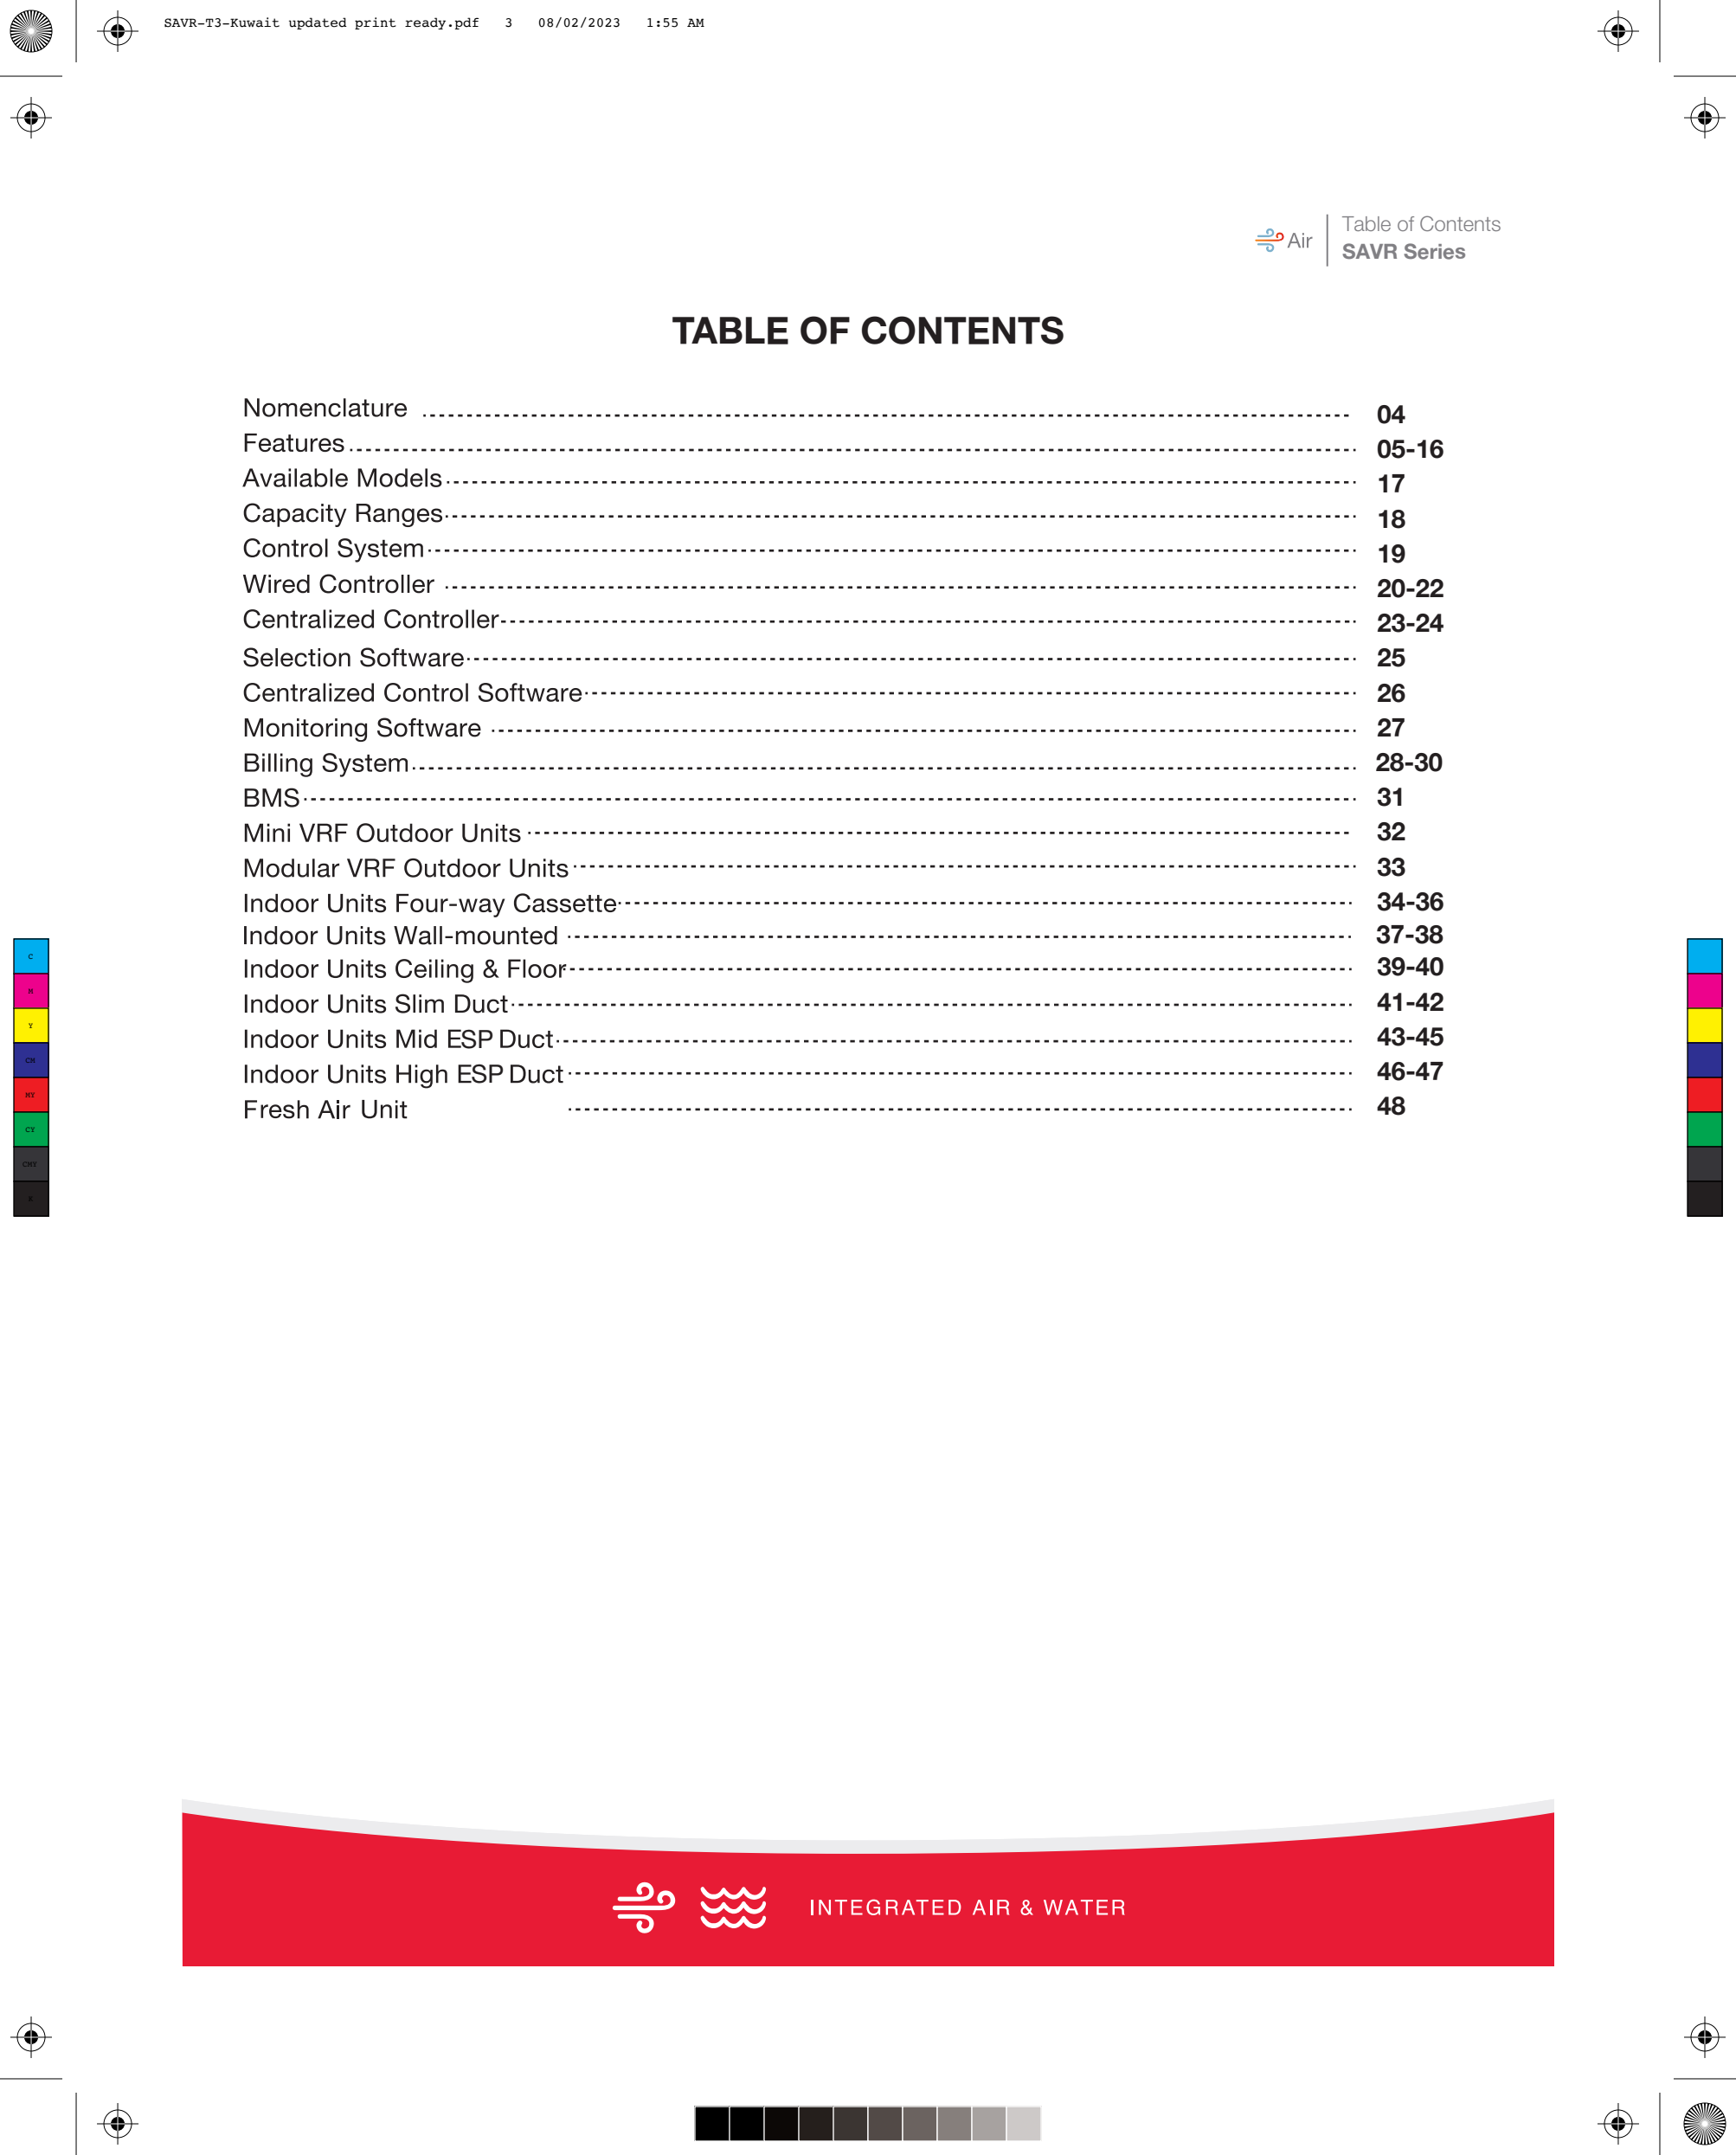 SAVR-T3-Kuwait updated print ready.pdf 3 08/02/2023 1:55 AM
Air
Table of Contents
SAVR Series
TABLE OF CONTENTS
Nomenclature 04
Features 05-16
Available Models 17
Capacity Ranges 18
Control System 19
Wired Controller 20-22
Centralized Controller 23-24
Selection Software 25
Centralized Control Software 26
Monitoring Software 27
Billing System 28-30
BMS 31
Mini VRF Outdoor Units 32
Modular VRF Outdoor Units 33
Indoor Units Four-way Cassette 34-36
Indoor Units Wall-mounted 37-38
Indoor Units Ceiling & Floor 39-40
Indoor Units Slim Duct 41-42
Indoor Units Mid ESP Duct 43-45
Indoor Units High ESP Duct 46-47
Fresh Air Unit 48
C
M
Y
CM
MY
CY
CMY
K
INTEGRATED AIR & WATER